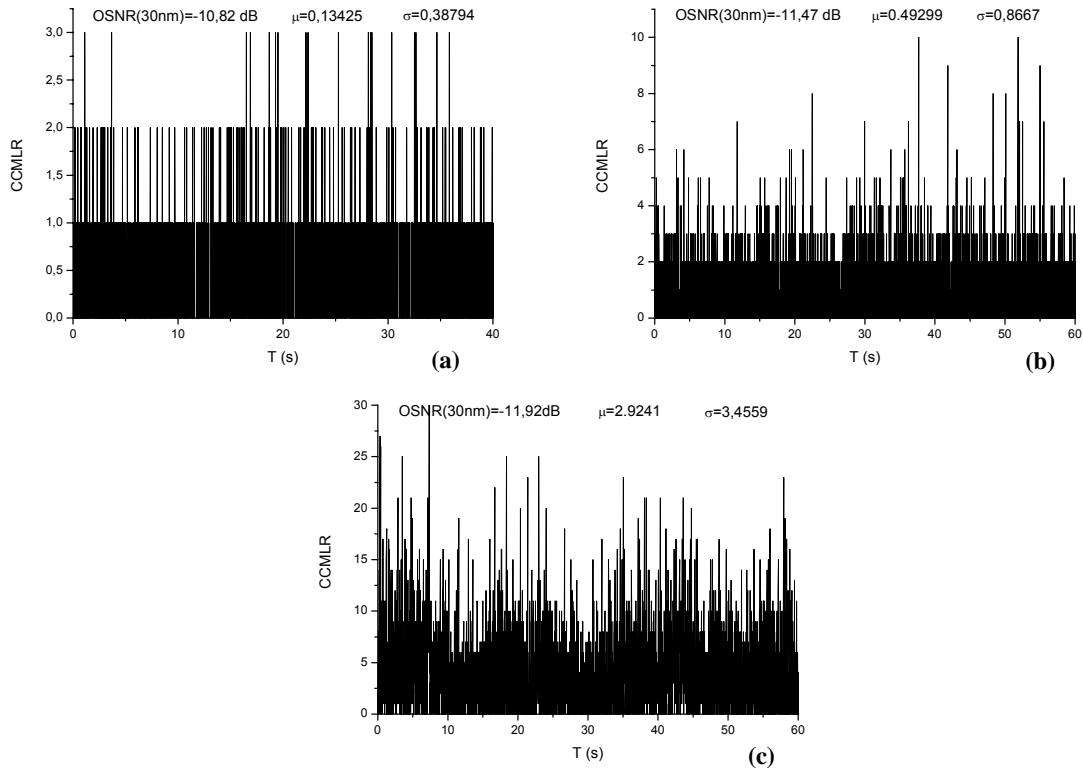 OSNR(30nm)=-10,82 dB μ=0,13425 σ=0,38794
3,0
2,5
2,0
1,5
1,0
0,5
0,0
CCMLR
0 10 20 30 40
T (s)
(a)
OSNR(30nm)=-11,47 dB μ=0.49299 σ=0,8667
10
8
6
4
2
0
CCMLR
0 10 20 30 40 50 60
T (s)
(b)
OSNR(30nm)=-11,92dB μ=2.9241 σ=3,4559
30
25
20
15
10
5
0
CCMLR
0 10 20 30 40 50 60
T (s)
(c)